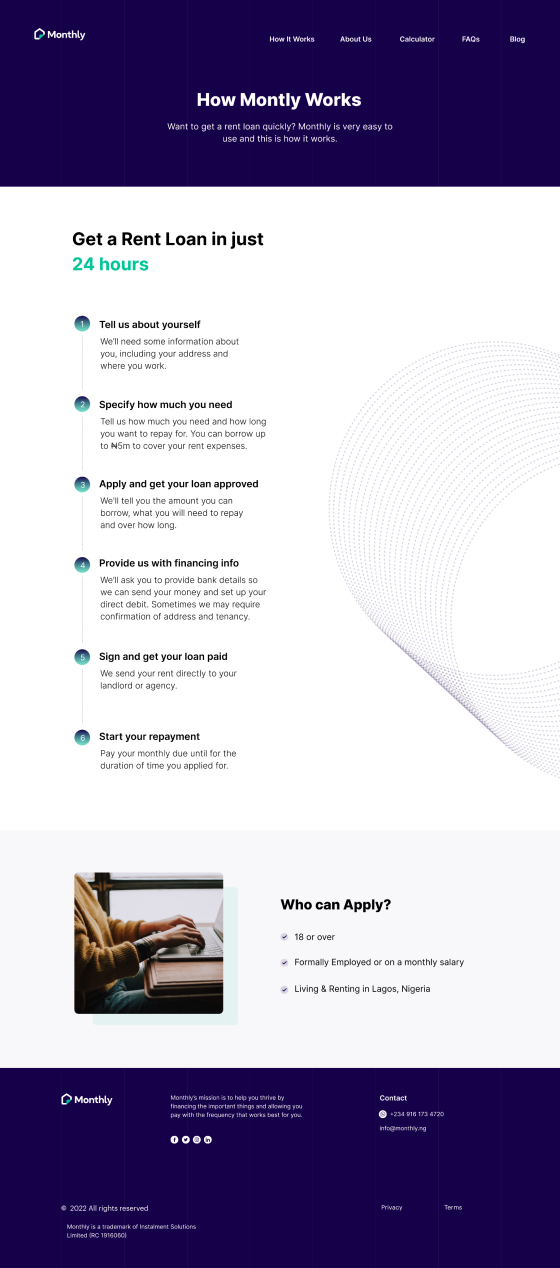 Monthly
How It Works About Us Calculator FAQs Blog
How Montly Works
Want to get a rent loan quickly? Monthly is very easy to
use and this is how it works.
Get a Rent Loan in just
24 hours
1 Tell us about yourself
We'll need some information about
you, including your address and
where you work.
2 Specify how much you need
Tell us how much you need and how long
you want to repay for. You can borrow up
to ₦5m to cover your rent expenses.
3 Apply and get your loan approved
We'll tell you the amount you can
borrow, what you will need to repay
and over how long.
4 Provide us with financing info
We'll ask you to provide bank details so
we can send your money and set up your
direct debit. Sometimes we may require
confirmation of address and tenancy.
5 Sign and get your loan paid
We send your rent directly to your
landlord or agency.
6 Start your repayment
Pay your monthly due until for the
duration of time you applied for.
Who can Apply?
18 or over
Formally Employed or on a monthly salary
Living & Renting in Lagos, Nigeria
Monthly
Monthly's mission is to help you thrive by
financing the important things and allowing you
pay with the frequency that works best for you.
Contact
+234 916 173 4720
info@monthly.ng
© 2022 All rights reserved
Privacy Terms
Monthly is a trademark of Instalment Solutions
Limited (RC 1916060)